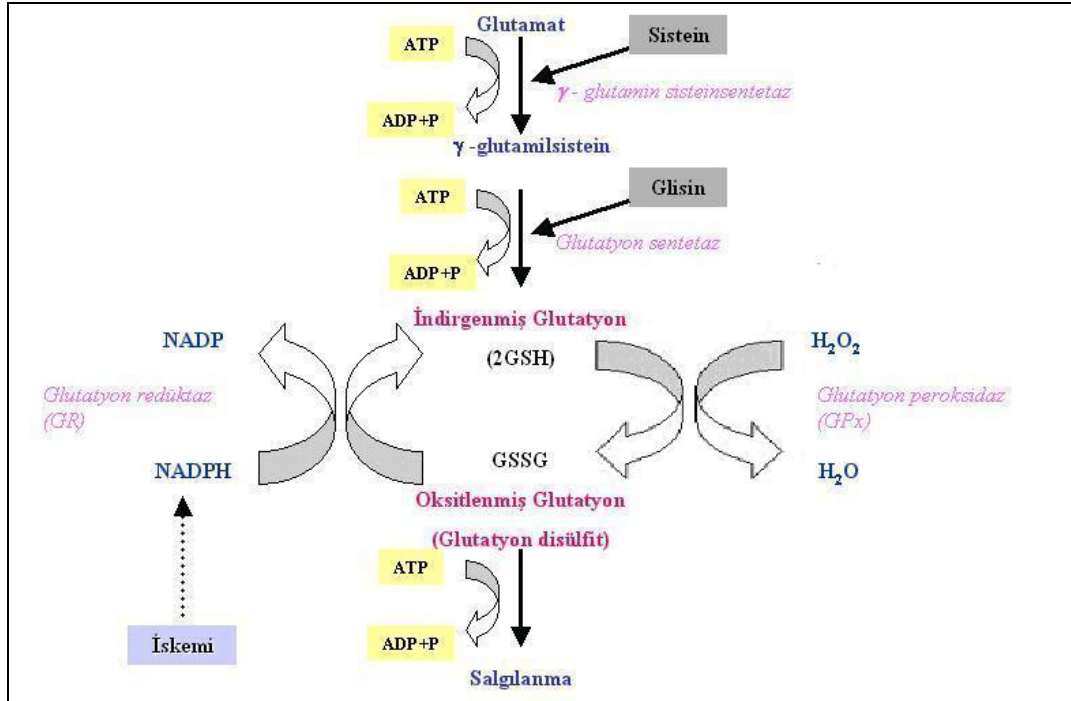 Glutamat
ATP
Sistein
γ - glutamin sisteinsentetaz
ADP+P
γ -glutamilsistein
ATP
Glisin
Glutatyon sentetaz
ADP+P
İndirgenmiş Glutatyon
NADP
(2GSH)
H₂O₂
Glutatyon redüktaz
(GR)
Glutatyon peroksidaz
(GPx)
NADPH
GSSG
H₂O
Oksitlenmiş Glutatyon
(Glutatyon disülfit)
ATP
İskemi
ADP+P
Salgılanma